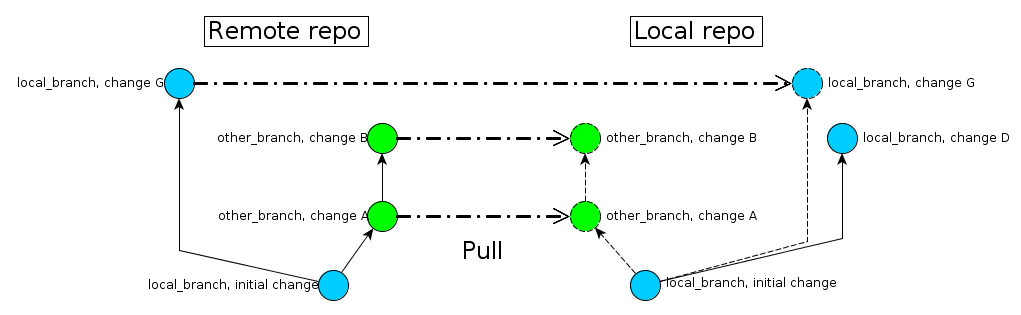 Remote repo
Local repo
local_branch, change G
local_branch, change G
other_branch, change B
other_branch, change B
local_branch, change D
other_branch, change A
other_branch, change A
Pull
local_branch, initial change
local_branch, initial change